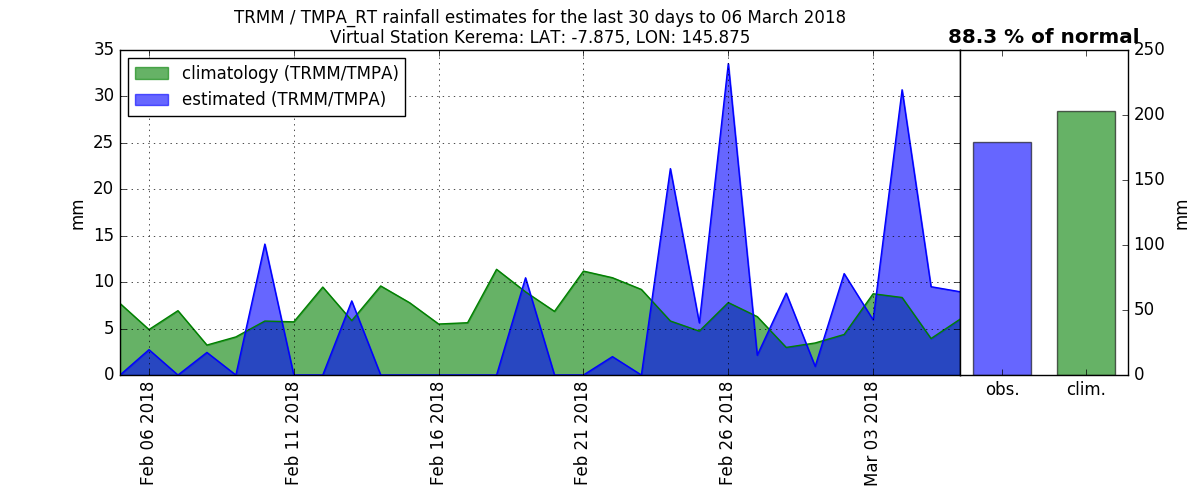 TRMM / TMPA_RT rainfall estimates for the last 30 days to 06 March 2018
Virtual Station Kerema: LAT: -7.875, LON: 145.875
88.3 % of normal
climatology (TRMM/TMPA)
estimated (TRMM/TMPA)
35
30
25
20
15
10
5
0
mm
Feb 06 2018
Feb 11 2018
Feb 16 2018
Feb 21 2018
Feb 26 2018
Mar 03 2018
250
200
150
100
50
0
mm
obs.
clim.